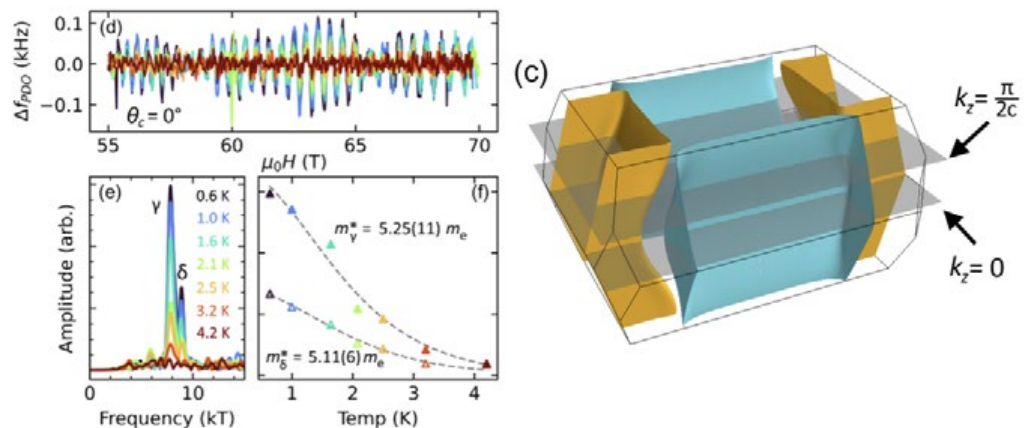 (d)
0.1
0.0
−0.1
Δf_PDO (kHz)
θ_c = 0°
55 60 65 70
μ₀H (T)
(e)
γ
δ
0.6 K
1.0 K
1.6 K
2.1 K
2.5 K
3.2 K
4.2 K
Amplitude (arb.)
0 10
Frequency (kT)
(f)
m*_γ = 5.25(11) m_e
m*_δ = 5.11(6) m_e
1 2 3 4
Temp (K)
(c)
k_z = π/2c
k_z = 0